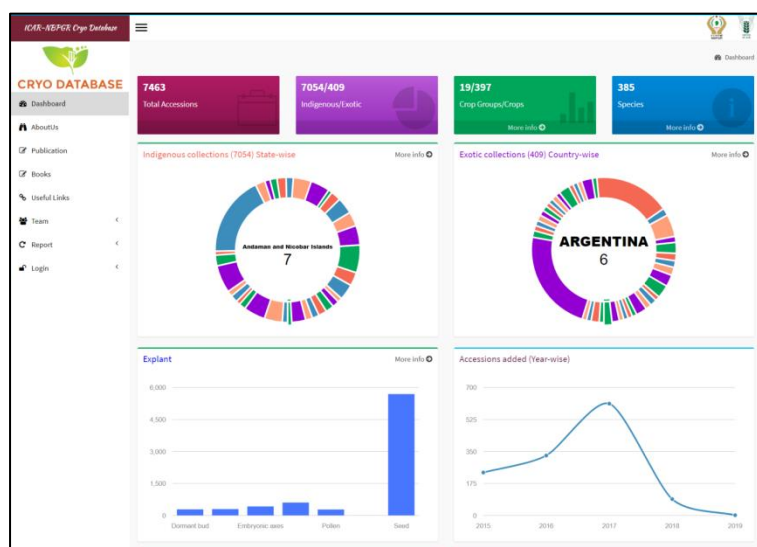 ICAR-NBPGR Cryo Database
Dashboard
CRYO DATABASE
Dashboard
AboutUs
Publication
Books
Useful Links
Team
Report
Login
7463
Total Accessions
7054/409
Indigenous/Exotic
19/397
Crop Groups/Crops
More info
385
Species
More info
Indigenous collections (7054) State-wise
More info
Andaman and Nicobar Islands
7
Exotic collections (409) Country-wise
More info
ARGENTINA
6
Explant
More info
6,000
4,500
3,000
1,500
0
Dormant bud
Embryonic axes
Pollen
Seed
Accessions added (Year-wise)
700
525
350
175
0
2015
2016
2017
2018
2019